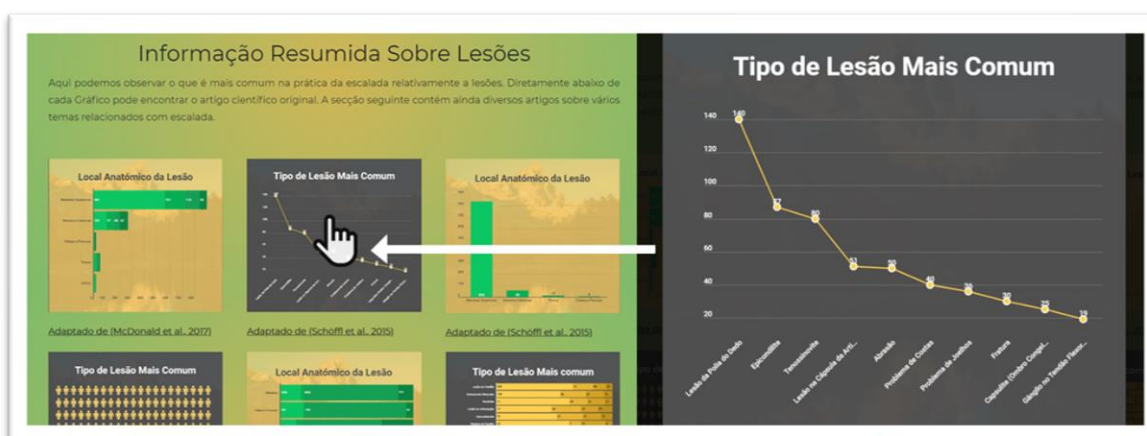 Informação Resumida Sobre Lesões
Aqui podemos observar o que é mais comum na prática da escalada relativamente a lesões. Diretamente abaixo de
cada Gráfico pode encontrar o artigo científico original. A secção seguinte contém ainda diversos artigos sobre vários
temas relacionados com escalada.
Local Anatómico da Lesão
Tipo de Lesão Mais Comum
Local Anatómico da Lesão
Adaptado de (McDonald et al., 2017)
Adaptado de (Schöffl et al., 2015)
Adaptado de (Schöffl et al., 2015)
Tipo de Lesão Mais Comum
Local Anatómico da Lesão
Tipo de Lesão Mais comum
Tipo de Lesão Mais Comum
140
120
100
80
60
40
20
140
87
80
51
50
40
36
30
25
19
Lesão da Polia do Dedo
Epicondilite
Tenossinovite
Lesão na Cápsula da Arti...
Abrasão
Problema de Costas
Problema de Joelhos
Fratura
Capsulite (Ombro Congel...
Gânglio no Tendão Flexor...